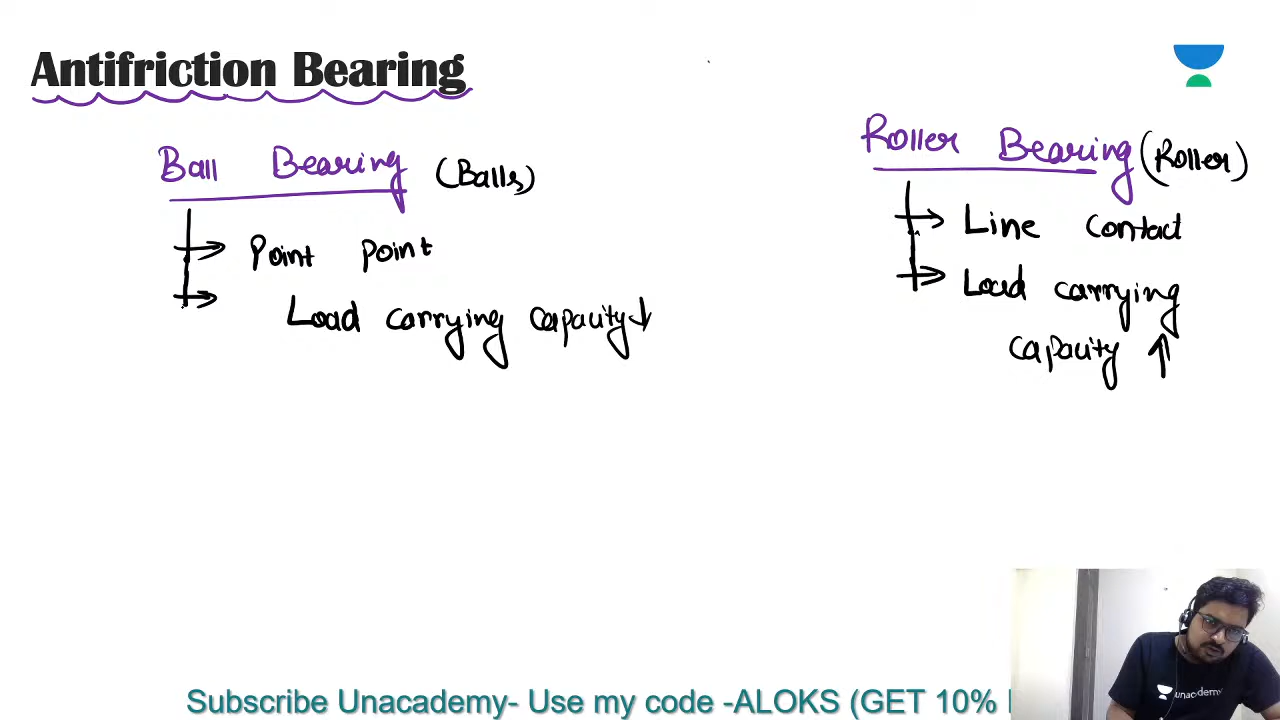 Antifriction Bearing
Ball Bearing (Balls)
Point Point
Load carrying capacity ↓
Roller Bearing (Roller)
Line contact
Load carrying
capacity ↑
unacademy
Subscribe Unacademy- Use my code -ALOKS (GET 10%